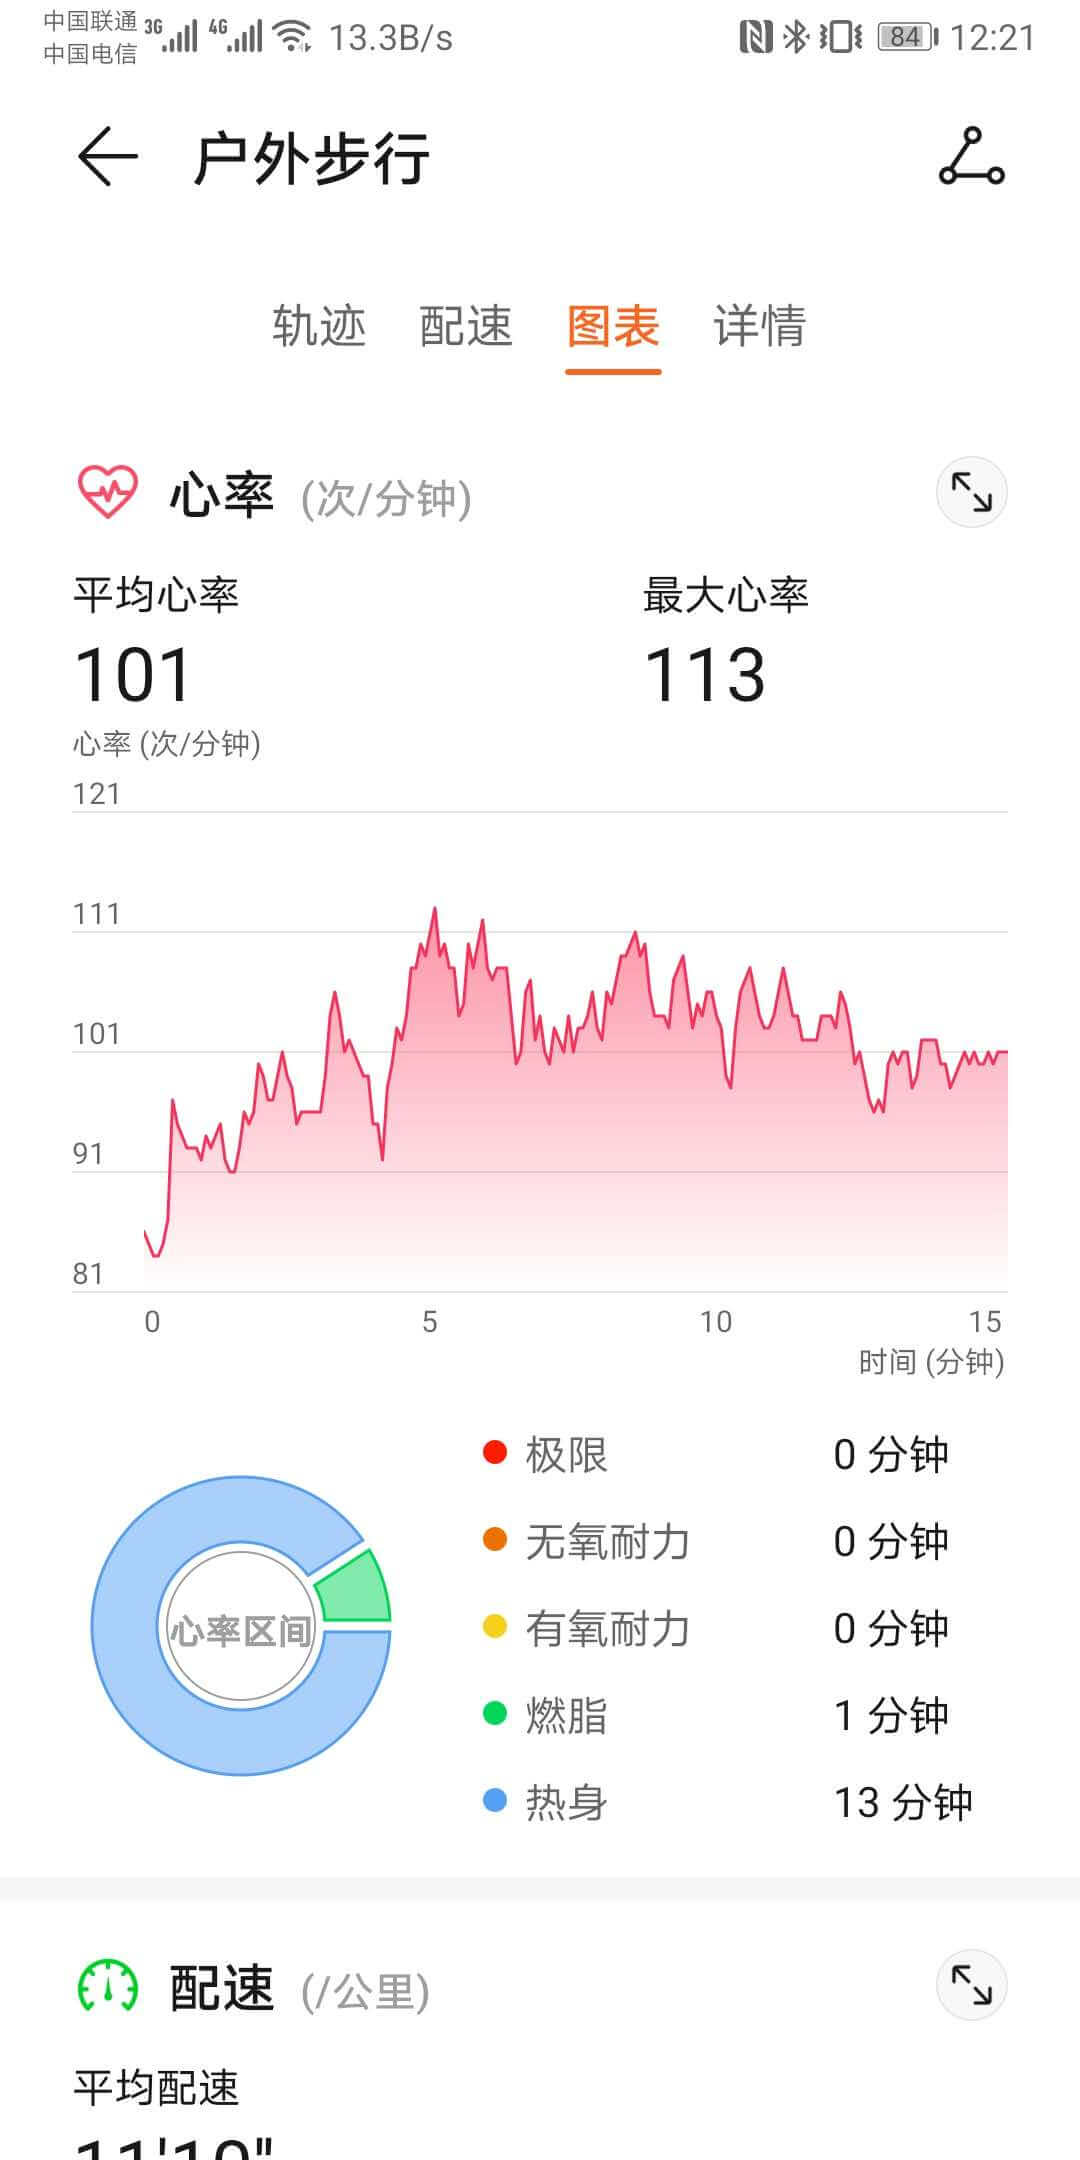 中国联通 3G 4G 13.3B/s 84 12:21
中国电信
户外步行
轨迹 配速 图表 详情
心率 (次/分钟)
平均心率 最大心率
101 113
心率 (次/分钟)
121
111
101
91
81
0 5 10 15
时间 (分钟)
极限 0 分钟
无氧耐力 0 分钟
有氧耐力 0 分钟
心率区间
燃脂 1 分钟
热身 13 分钟
配速 (/公里)
平均配速